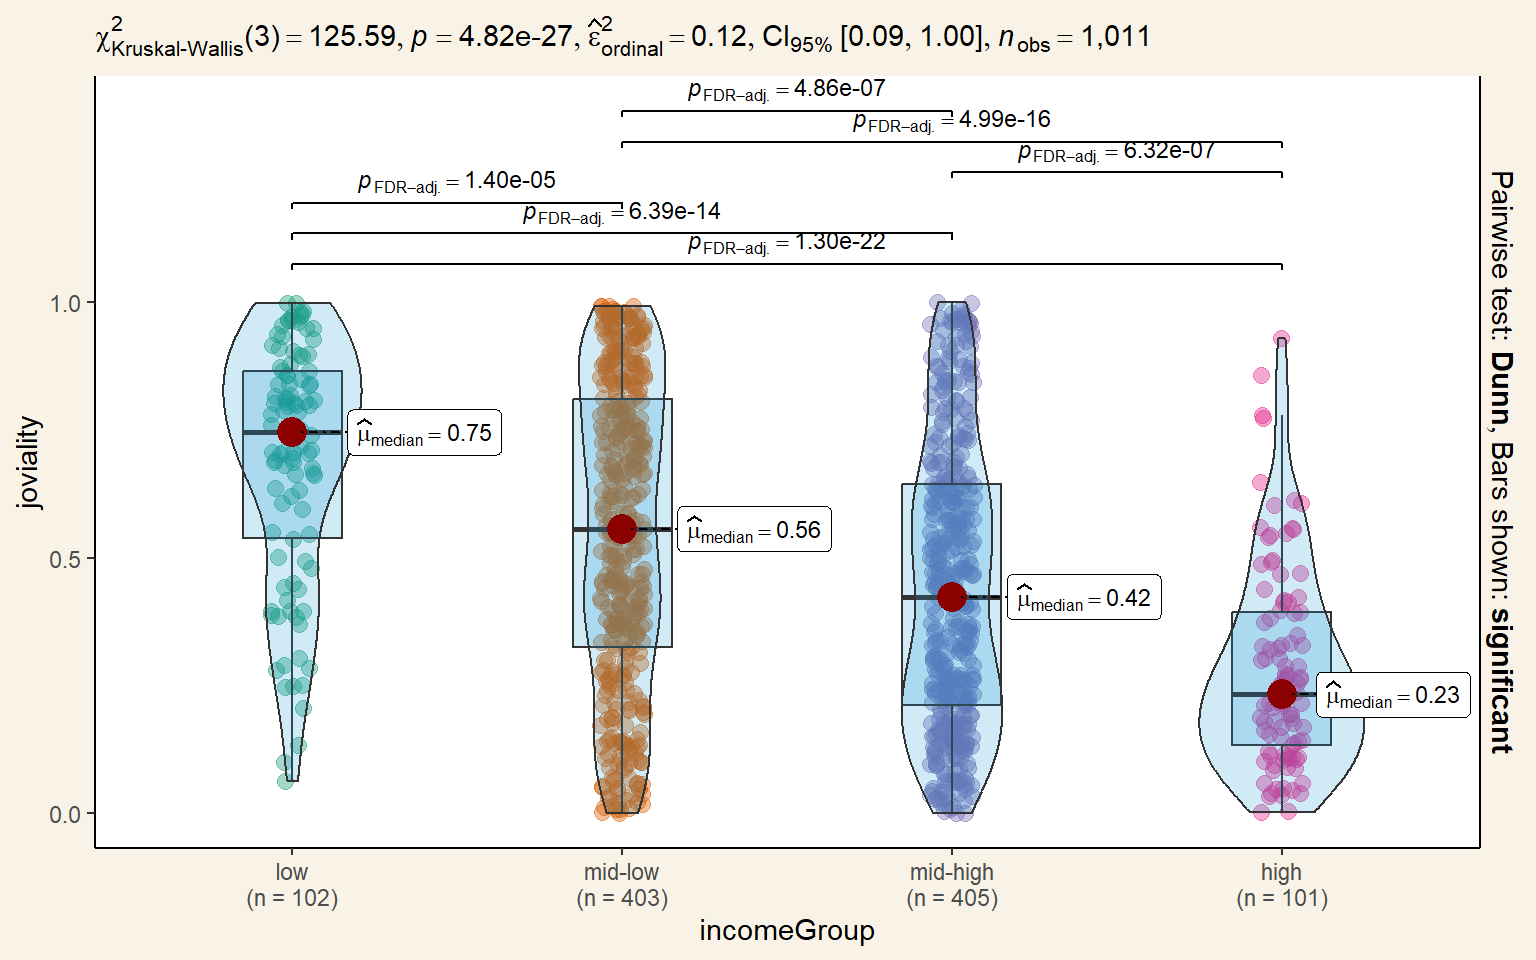 χ²Kruskal-Wallis(3) = 125.59, p = 4.82e-27, ε̂²ordinal = 0.12, CI95% [0.09, 1.00], nobs = 1,011
pFDR–adj. = 4.86e-07
pFDR–adj. = 4.99e-16
pFDR–adj. = 6.32e-07
pFDR–adj. = 1.40e-05
pFDR–adj. = 6.39e-14
pFDR–adj. = 1.30e-22
Pairwise test: Dunn, Bars shown: significant
joviality
1.0
0.5
0.0
μ̂median = 0.75
μ̂median = 0.56
μ̂median = 0.42
μ̂median = 0.23
low
(n = 102)
mid-low
(n = 403)
mid-high
(n = 405)
high
(n = 101)
incomeGroup